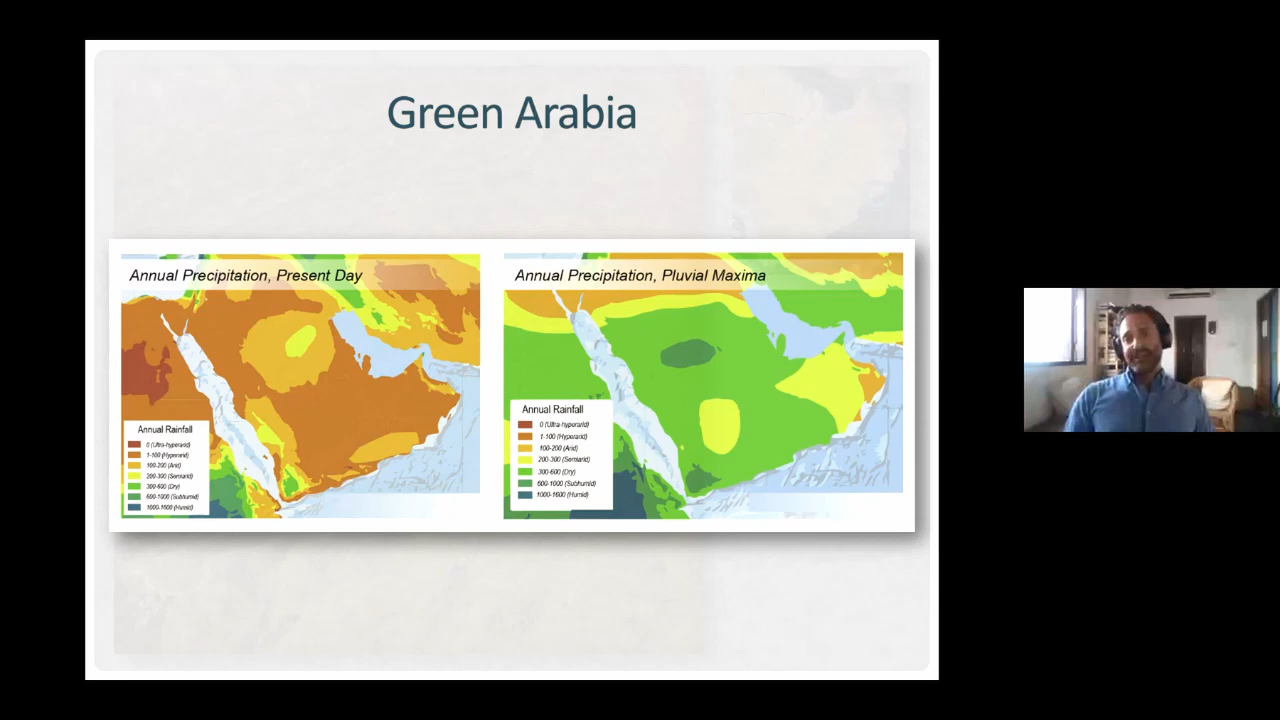 Green Arabia
Annual Precipitation, Present Day
Annual Rainfall
0 (Ultra-hyperarid)
1-100 (Hyperarid)
100-200 (Arid)
200-300 (Semiarid)
300-600 (Dry)
600-1000 (Subhumid)
1000-1600 (Humid)
Annual Precipitation, Pluvial Maxima
Annual Rainfall
0 (Ultra-hyperarid)
1-100 (Hyperarid)
100-200 (Arid)
200-300 (Semiarid)
300-600 (Dry)
600-1000 (Subhumid)
1000-1600 (Humid)